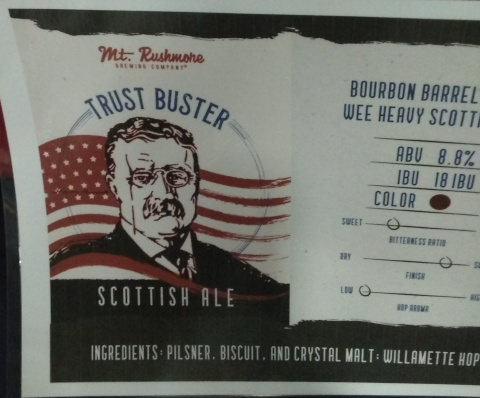 Mt. Rushmore
BREWING COMPANY
TRUST BUSTER
SCOTTISH ALE
BOURBON BARREL
WEE HEAVY SCOTTI
ABV 8.8%
IBU 18 IBU
COLOR
SWEET
BITTERNESS RATIO
DRY
FINISH
LOW
HOP AROMA
INGREDIENTS: PILSNER, BISCUIT, AND CRYSTAL MALT: WILLAMETTE HOP